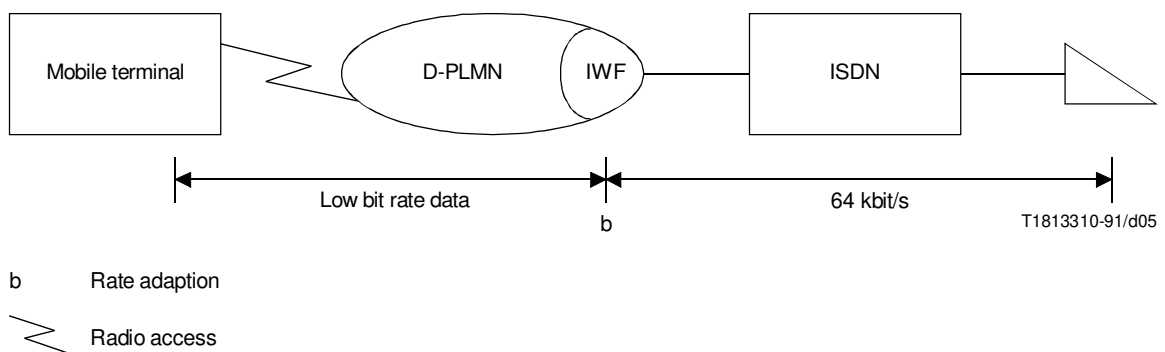 Mobile terminal
D-PLMN
IWF
ISDN
Low bit rate data
64 kbit/s
b
T1813310-91/d05
b Rate adaption
Radio access